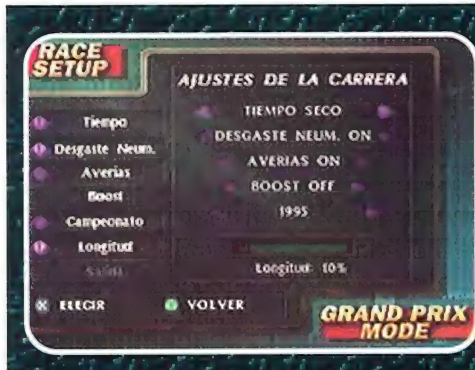 RACE
SETUP
AJUSTES DE LA CARRERA
Tiempo
Desgaste Neum.
Averias
Boost
Campeonato
Longitud
Salida
TIEMPO SECO
DESGASTE NEUM. ON
AVERIAS ON
BOOST OFF
1995
Longitud: 10%
ELEGIR
VOLVER
GRAND PRIX
MODE